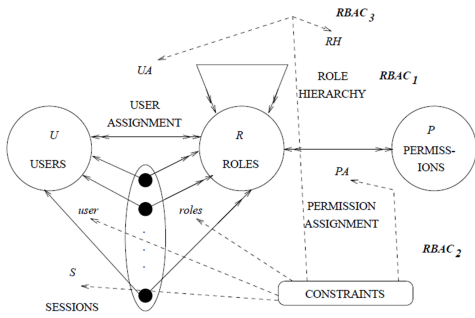 RBAC3
RH
UA
ROLE
HIERARCHY
RBAC1
USER
ASSIGNMENT
U
USERS
R
ROLES
P
PERMISS-
IONS
PA
user
roles
PERMISSION
ASSIGNMENT
RBAC2
S
SESSIONS
CONSTRAINTS